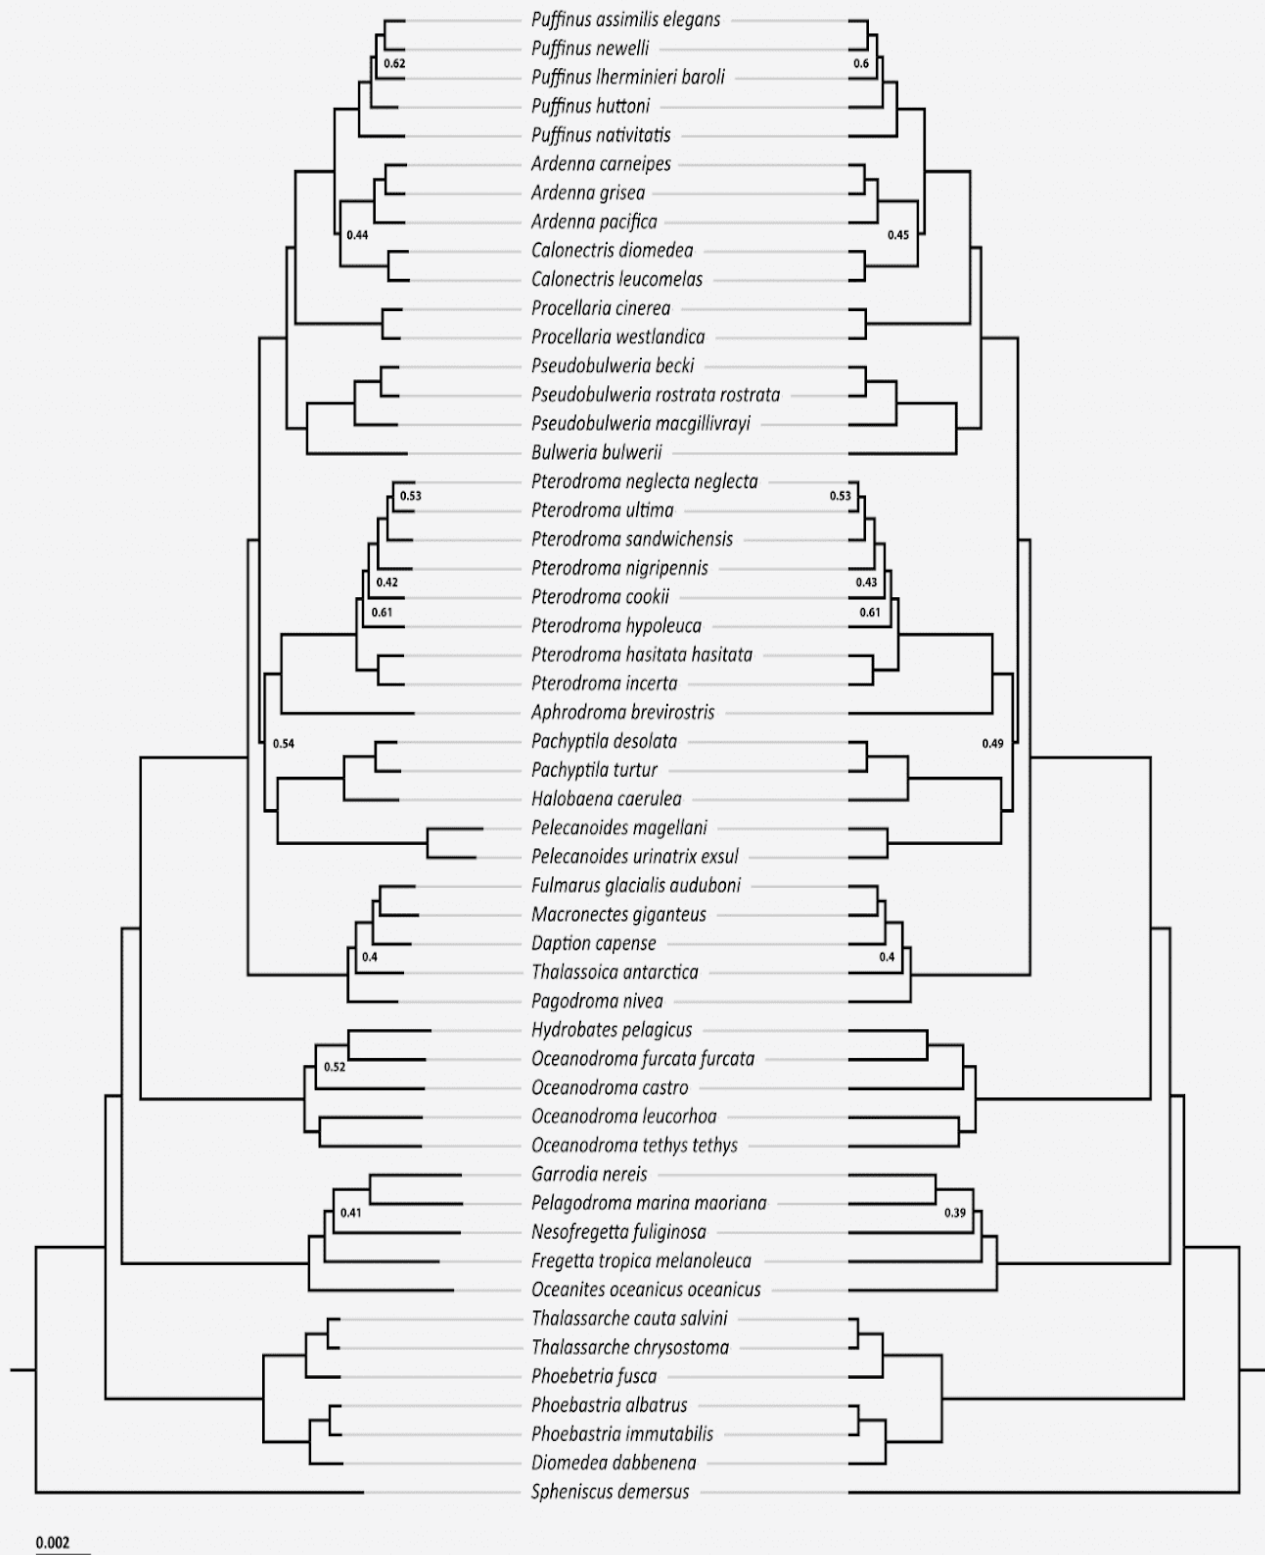 Puffinus assimilis elegans
Puffinus newelli
0.62 0.6
Puffinus lherminieri baroli
Puffinus huttoni
Puffinus nativitatis
Ardenna carneipes
Ardenna grisea
Ardenna pacifica
0.44 0.45
Calonectris diomedea
Calonectris leucomelas
Procellaria cinerea
Procellaria westlandica
Pseudobulweria becki
Pseudobulweria rostrata rostrata
Pseudobulweria macgillivrayi
Bulweria bulwerii
Pterodroma neglecta neglecta
0.53 0.53
Pterodroma ultima
Pterodroma sandwichensis
Pterodroma nigripennis
0.42 0.43
Pterodroma cookii
0.61 0.61
Pterodroma hypoleuca
Pterodroma hasitata hasitata
Pterodroma incerta
Aphrodroma brevirostris
Pachyptila desolata
0.54 0.49
Pachyptila turtur
Halobaena caerulea
Pelecanoides magellani
Pelecanoides urinatrix exsul
Fulmarus glacialis auduboni
Macronectes giganteus
Daption capense
0.4 0.4
Thalassoica antarctica
Pagodroma nivea
Hydrobates pelagicus
Oceanodroma furcata furcata
0.52
Oceanodroma castro
Oceanodroma leucorhoa
Oceanodroma tethys tethys
Garrodia nereis
Pelagodroma marina maoriana
0.41 0.39
Nesofregetta fuliginosa
Fregetta tropica melanoleuca
Oceanites oceanicus oceanicus
Thalassarche cauta salvini
Thalassarche chrysostoma
Phoebetria fusca
Phoebastria albatrus
Phoebastria immutabilis
Diomedea dabbenena
Spheniscus demersus
0.002